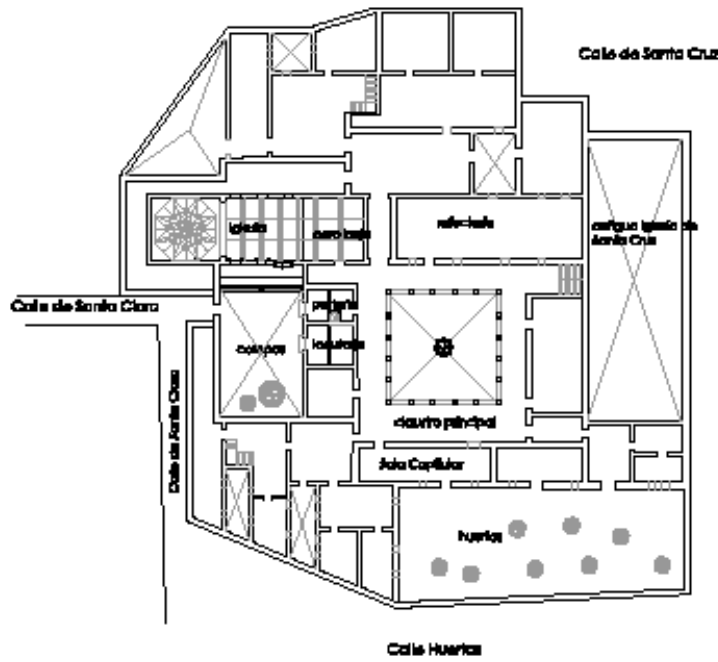 Calle de Santa Cruz
iglesia
coro bajo
refectorio
antigua iglesia de
Santa Cruz
Calle de Santa Clara
portería
locutorio
compas
claustro principal
Calle de Santa Clara
Sala Capitular
huertas
Calle Huertas